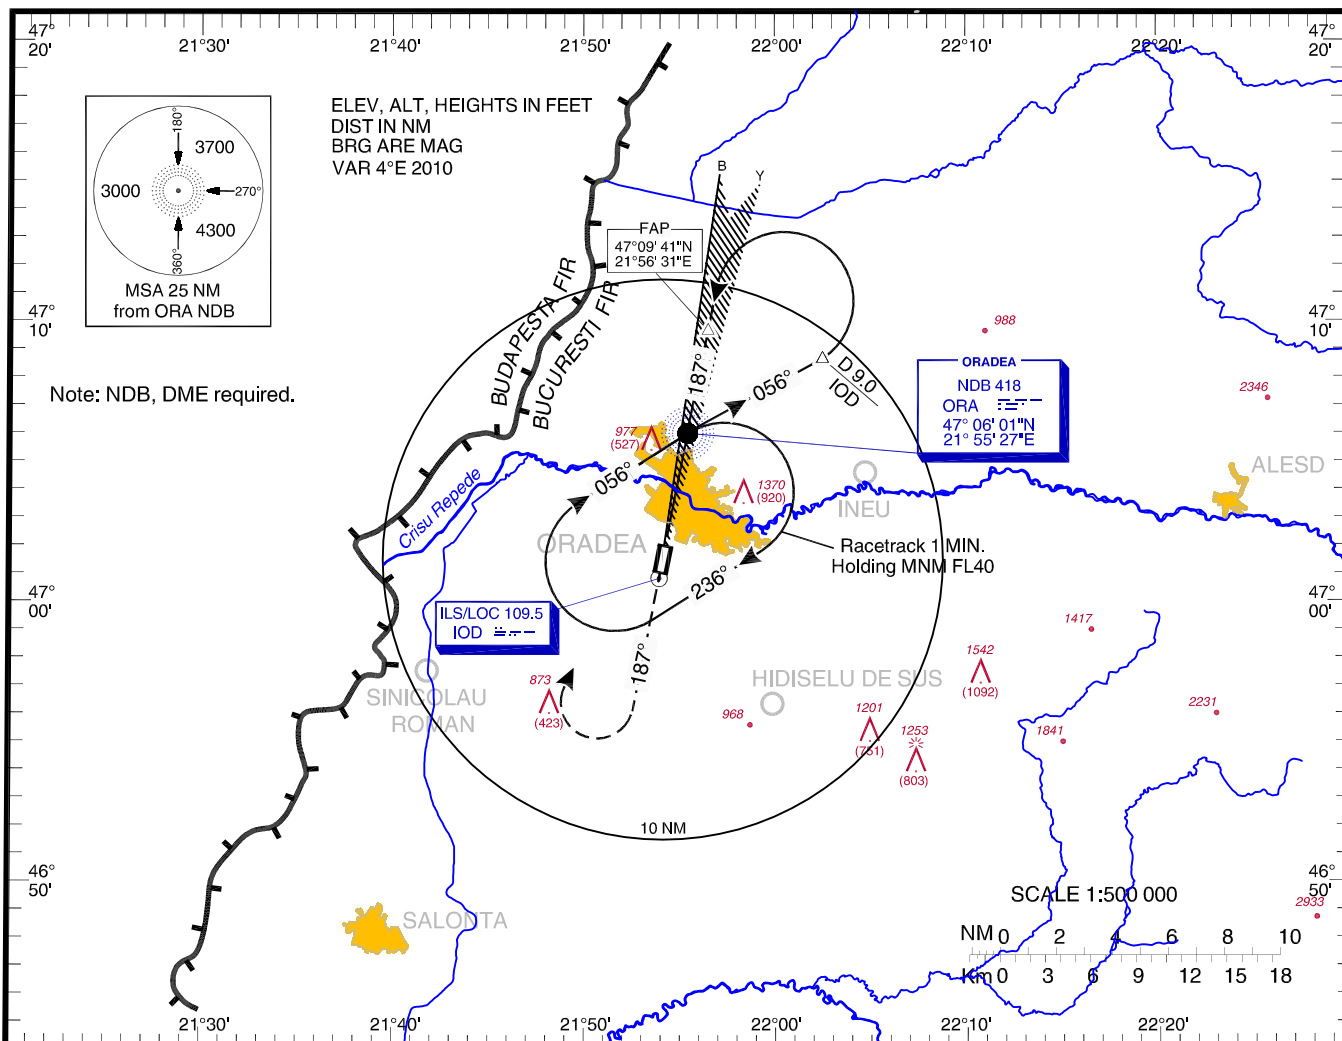 47°
20'
21°30'
21°40'
21°50'
22°00'
22°10'
22°20'
47°
20'
180°
3700
3000
270°
4300
360°
MSA 25 NM
from ORA NDB
ELEV, ALT, HEIGHTS IN FEET
DIST IN NM
BRG ARE MAG
VAR 4°E 2010
B
Y
FAP
47°09' 41"N
21°56' 31"E
BUDAPESTA FIR
BUCURESTI FIR
47°
10'
47°
10'
Note: NDB, DME required.
187°
056°
D 9.0
IOD
988
2346
ORADEA
NDB 418
ORA
47° 06' 01"N
21° 55' 27"E
977
(527)
056°
1370
(920)
INEU
ALESD
Crisu Repede
ORADEA
Racetrack 1 MIN.
Holding MNM FL40
236°
47°
00'
47°
00'
ILS/LOC 109.5
IOD
187°
1417
1542
(1092)
SINICOLAU
ROMAN
873
(423)
HIDISELU DE SUS
968
1201
(751)
1253
(803)
1841
2231
10 NM
46°
50'
46°
50'
SALONTA
2933
SCALE 1:500 000
NM 0 2 4 6 8 10
Km 0 3 6 9 12 15 18
21°30'
21°40'
21°50'
22°00'
22°10'
22°20'